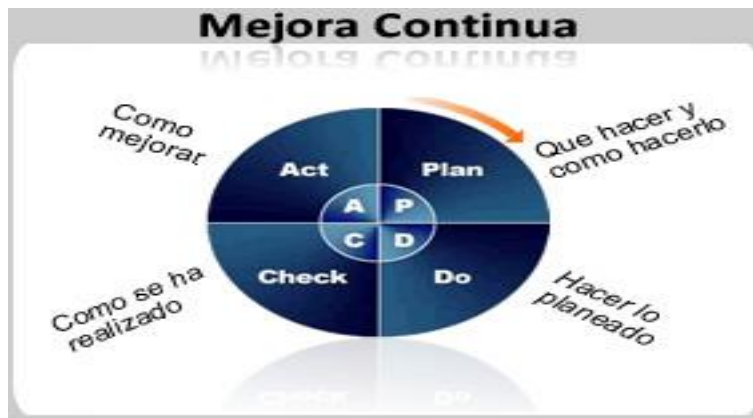 Mejora Continua
Como
mejorar
Que hacer y
como hacerlo
Act
Plan
A
P
C
D
Check
Do
Como se ha
realizado
Hacer lo
planeado